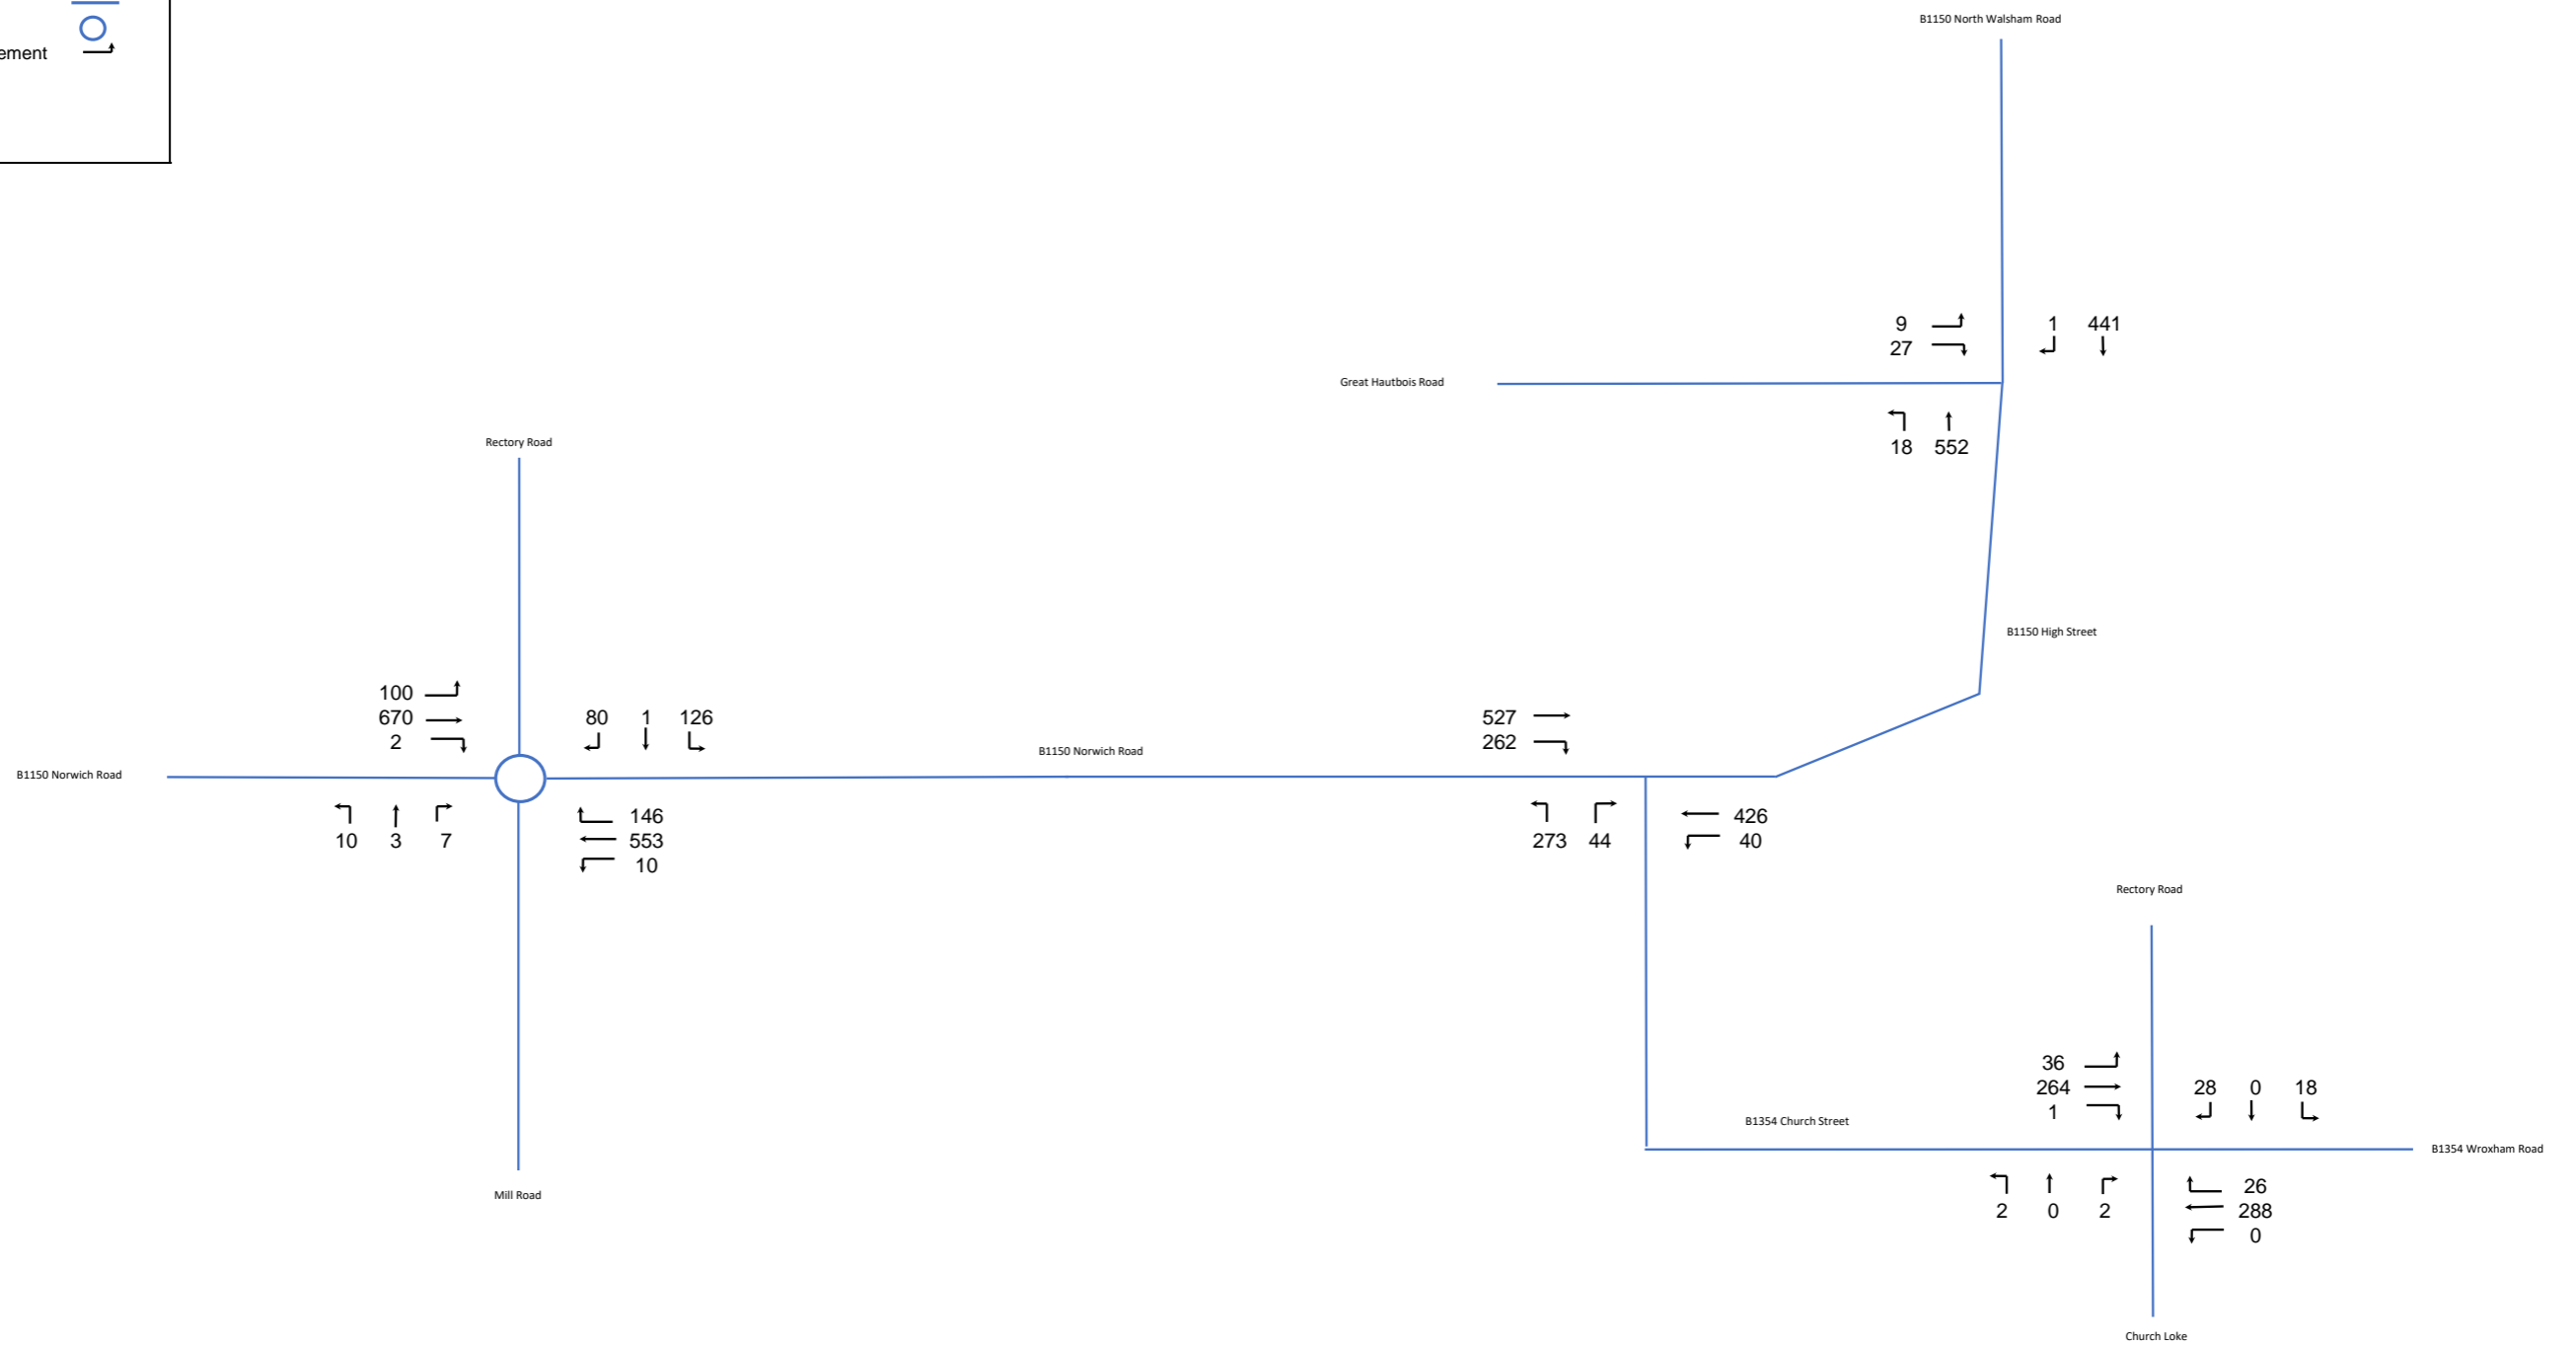 ement
B1150 North Walsham Road
9 1 441
27
Great Hautbois Road
18 552
Rectory Road
B1150 High Street
100
670 80 1 126
2
527
262
B1150 Norwich Road
B1150 Norwich Road
10 3 7
146
553
10
273 44
426
40
Rectory Road
36
264 28 0 18
1
B1354 Church Street
B1354 Wroxham Road
Mill Road
2 0 2
26
288
0
Church Loke